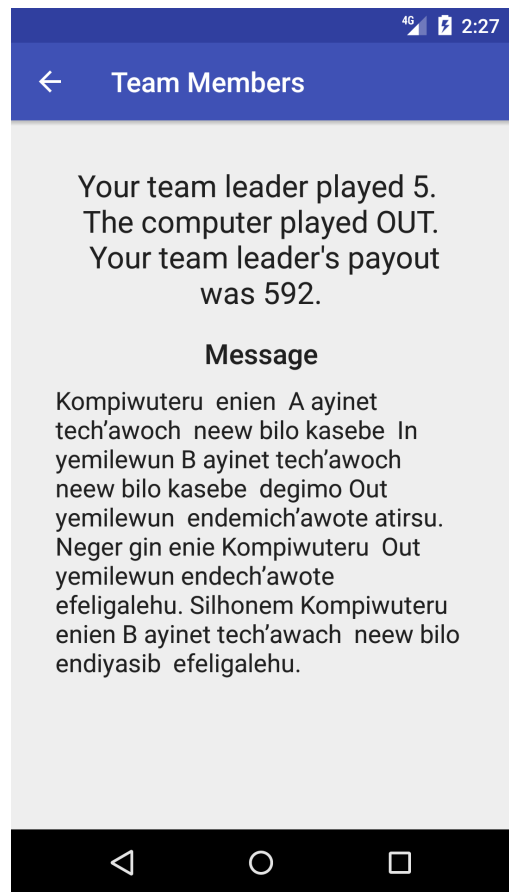 4G 2:27
Team Members
Your team leader played 5.
The computer played OUT.
Your team leader's payout
was 592.
Message
Kompiwuteru  enien  A ayinet
tech’awoch  neew bilo kasebe  In
yemilewun B ayinet tech’awoch
neew bilo kasebe  degimo Out
yemilewun  endemich’awote atirsu.
Neger gin enie Kompiwuteru  Out
yemilewun endech’awote
efeligalehu. Silhonem Kompiwuteru
enien B ayinet tech’awach  neew bilo
endiyasib  efeligalehu.